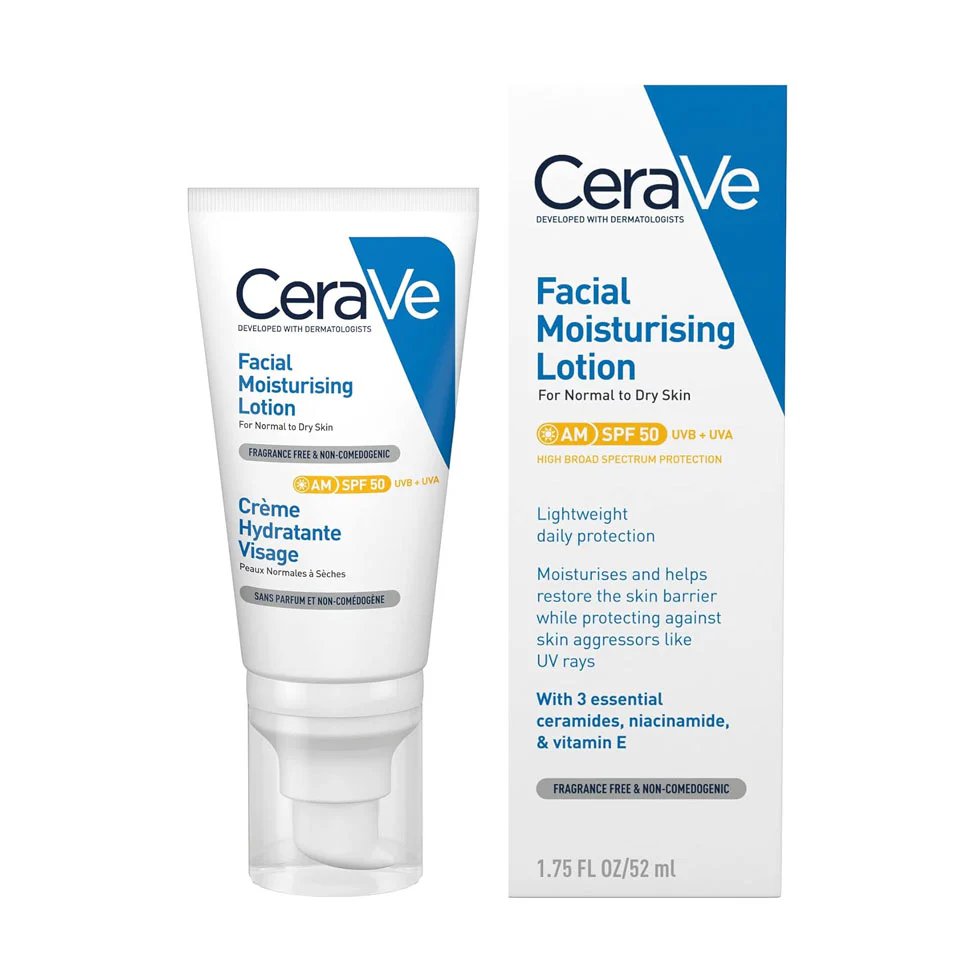 CeraVe
DEVELOPED WITH DERMATOLOGISTS
Facial
Moisturising
Lotion
For Normal to Dry Skin
FRAGRANCE FREE & NON-COMEDOGENIC
AM SPF 50 UVB + UVA
Crème
Hydratante
Visage
Peaux Normales à Sèches
SANS PARFUM ET NON-COMÉDOGÈNE
CeraVe
DEVELOPED WITH DERMATOLOGISTS
Facial
Moisturising
Lotion
For Normal to Dry Skin
AM SPF 50 UVB + UVA
HIGH BROAD SPECTRUM PROTECTION
Lightweight
daily protection
Moisturises and helps
restore the skin barrier
while protecting against
skin aggressors like
UV rays
With 3 essential
ceramides, niacinamide,
& vitamin E
FRAGRANCE FREE & NON-COMEDOGENIC
1.75 FL OZ/52 ml